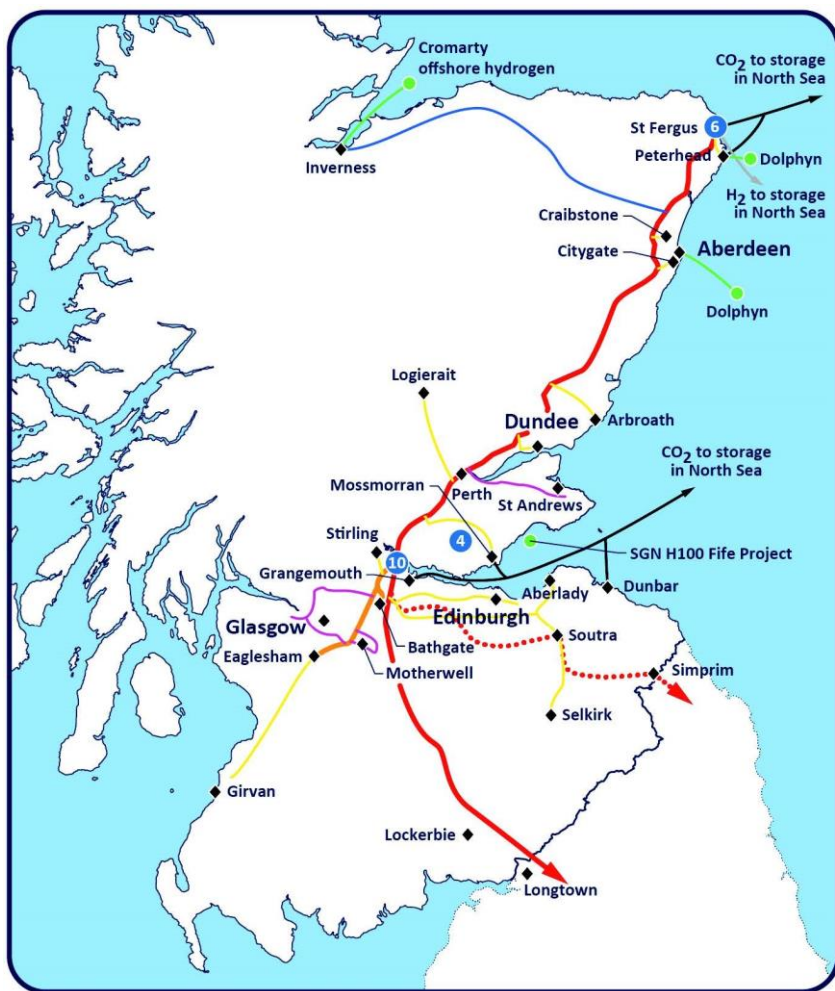 Cromarty
offshore hydrogen
CO2 to storage
in North Sea
St Fergus
6
Peterhead
Dolphyn
Inverness
H2 to storage
in North Sea
Craibstone
Citygate
Aberdeen
Dolphyn
Logierait
Dundee
Arbroath
CO2 to storage
in North Sea
Mossmorran
Perth
St Andrews
Stirling
4
10
SGN H100 Fife Project
Grangemouth
Aberlady
Dunbar
Glasgow
Edinburgh
Bathgate
Soutra
Eaglesham
Motherwell
Simprim
Selkirk
Girvan
Lockerbie
Longtown